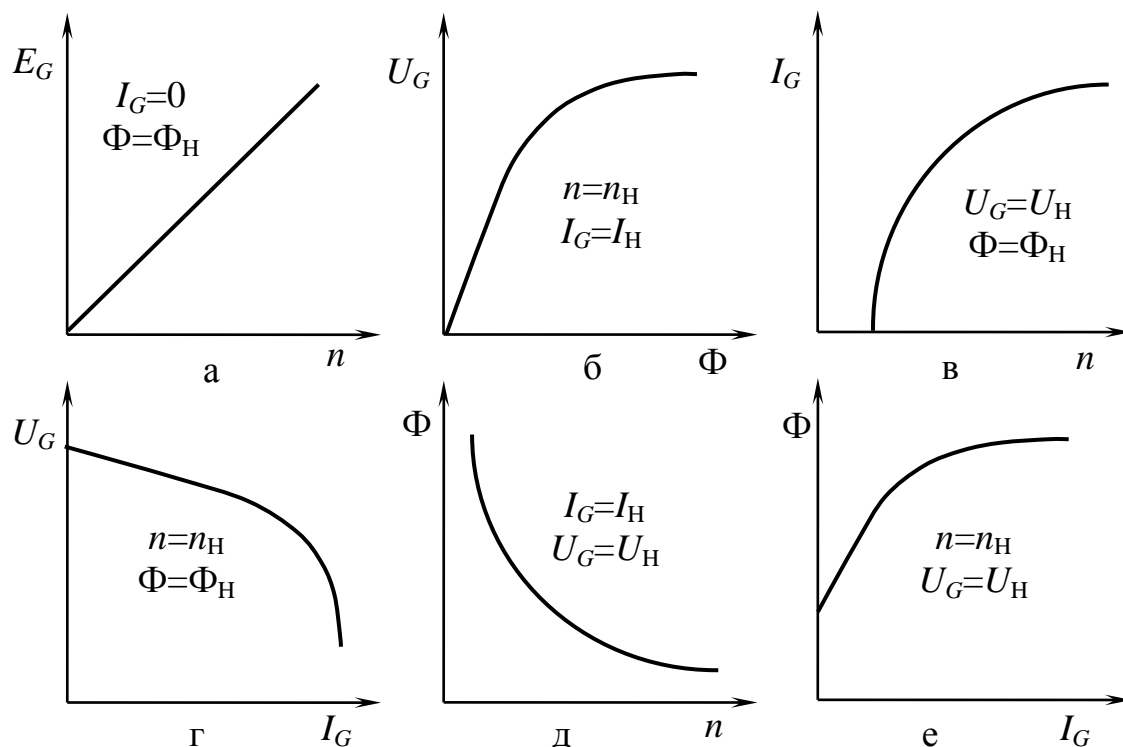 E_G
I_G=0
Φ=Φ_Н
n
а
U_G
n=n_Н
I_G=I_Н
Φ
б
I_G
U_G=U_Н
Φ=Φ_Н
n
в
U_G
n=n_Н
Φ=Φ_Н
I_G
г
Φ
I_G=I_Н
U_G=U_Н
n
д
Φ
n=n_Н
U_G=U_Н
I_G
е